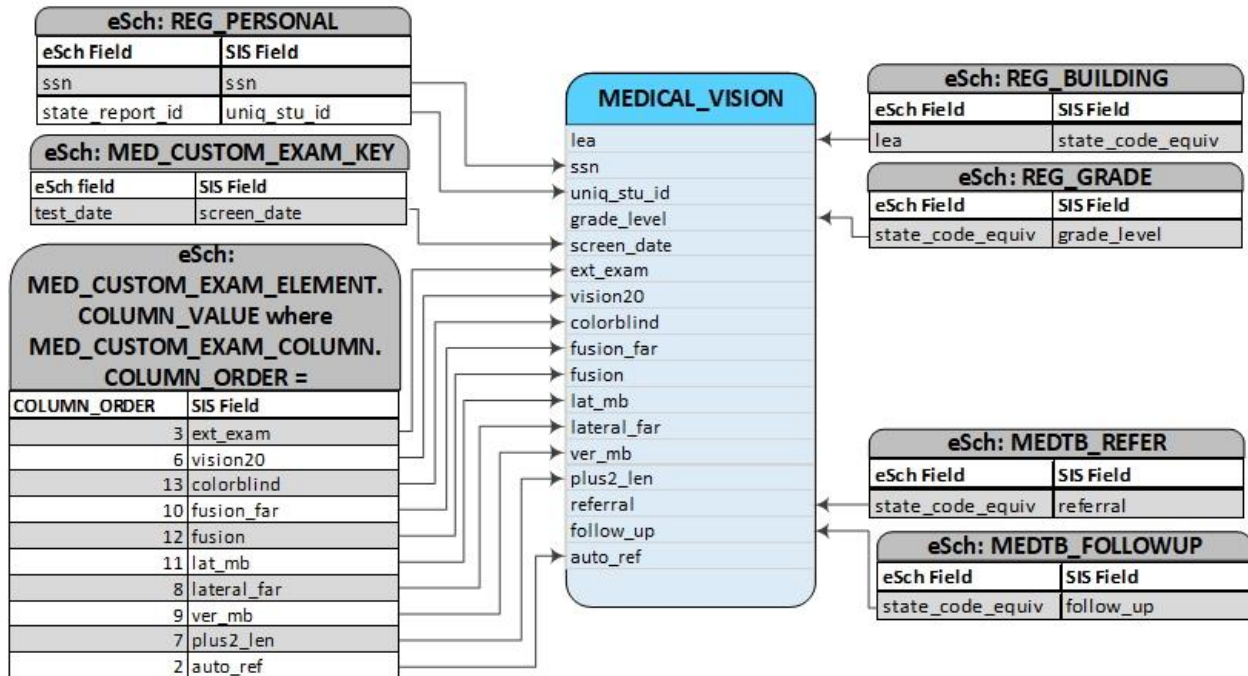 eSch: REG_PERSONAL
eSch Field SIS Field
ssn ssn
state_report_id uniq_stu_id
eSch: MED_CUSTOM_EXAM_KEY
eSch field SIS Field
test_date screen_date
eSch:
MED_CUSTOM_EXAM_ELEMENT.
COLUMN_VALUE where
MED_CUSTOM_EXAM_COLUMN.
COLUMN_ORDER =
COLUMN_ORDER SIS Field
3 ext_exam
6 vision20
13 colorblind
10 fusion_far
12 fusion
11 lat_mb
8 lateral_far
9 ver_mb
7 plus2_len
2 auto_ref
MEDICAL_VISION
lea
ssn
uniq_stu_id
grade_level
screen_date
ext_exam
vision20
colorblind
fusion_far
fusion
lat_mb
lateral_far
ver_mb
plus2_len
referral
follow_up
auto_ref
eSch: REG_BUILDING
eSch Field SIS Field
lea state_code_equiv
eSch: REG_GRADE
eSch Field SIS Field
state_code_equiv grade_level
eSch: MEDTB_REFER
eSch Field SIS Field
state_code_equiv referral
eSch: MEDTB_FOLLOWUP
eSch Field SIS Field
state_code_equiv follow_up